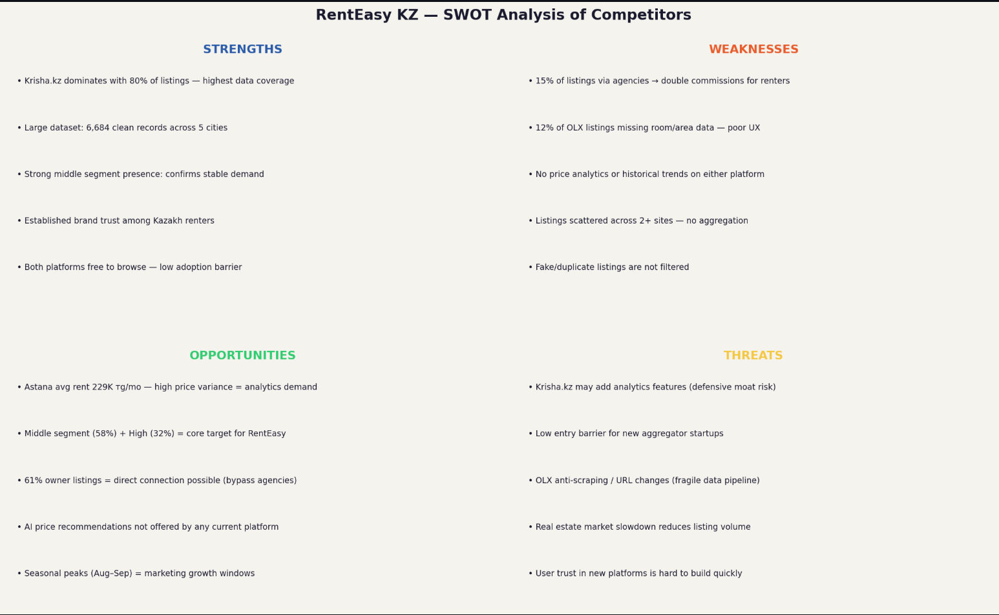 RentEasy KZ — SWOT Analysis of Competitors
STRENGTHS
• Krisha.kz dominates with 80% of listings — highest data coverage
• Large dataset: 6,684 clean records across 5 cities
• Strong middle segment presence: confirms stable demand
• Established brand trust among Kazakh renters
• Both platforms free to browse — low adoption barrier
WEAKNESSES
• 15% of listings via agencies → double commissions for renters
• 12% of OLX listings missing room/area data — poor UX
• No price analytics or historical trends on either platform
• Listings scattered across 2+ sites — no aggregation
• Fake/duplicate listings are not filtered
OPPORTUNITIES
• Astana avg rent 229K тg/mo — high price variance = analytics demand
• Middle segment (58%) + High (32%) = core target for RentEasy
• 61% owner listings = direct connection possible (bypass agencies)
• AI price recommendations not offered by any current platform
• Seasonal peaks (Aug–Sep) = marketing growth windows
THREATS
• Krisha.kz may add analytics features (defensive moat risk)
• Low entry barrier for new aggregator startups
• OLX anti-scraping / URL changes (fragile data pipeline)
• Real estate market slowdown reduces listing volume
• User trust in new platforms is hard to build quickly